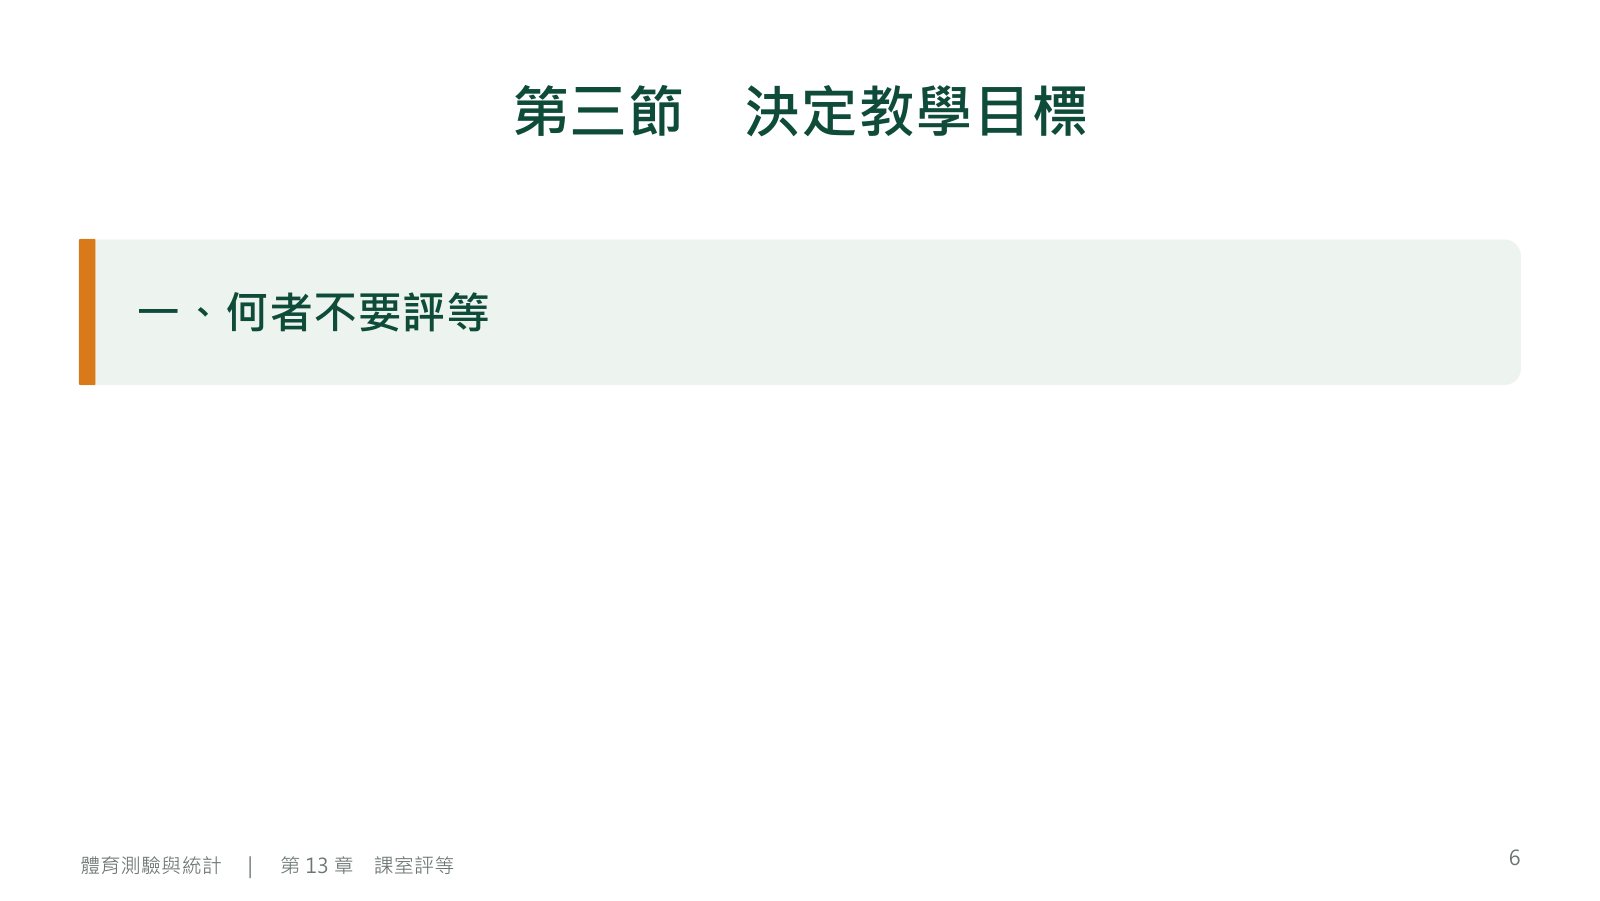 第三節　決定教學目標
一、何者不要評等
體育測驗與統計　|　第 13 章　課室評等
6